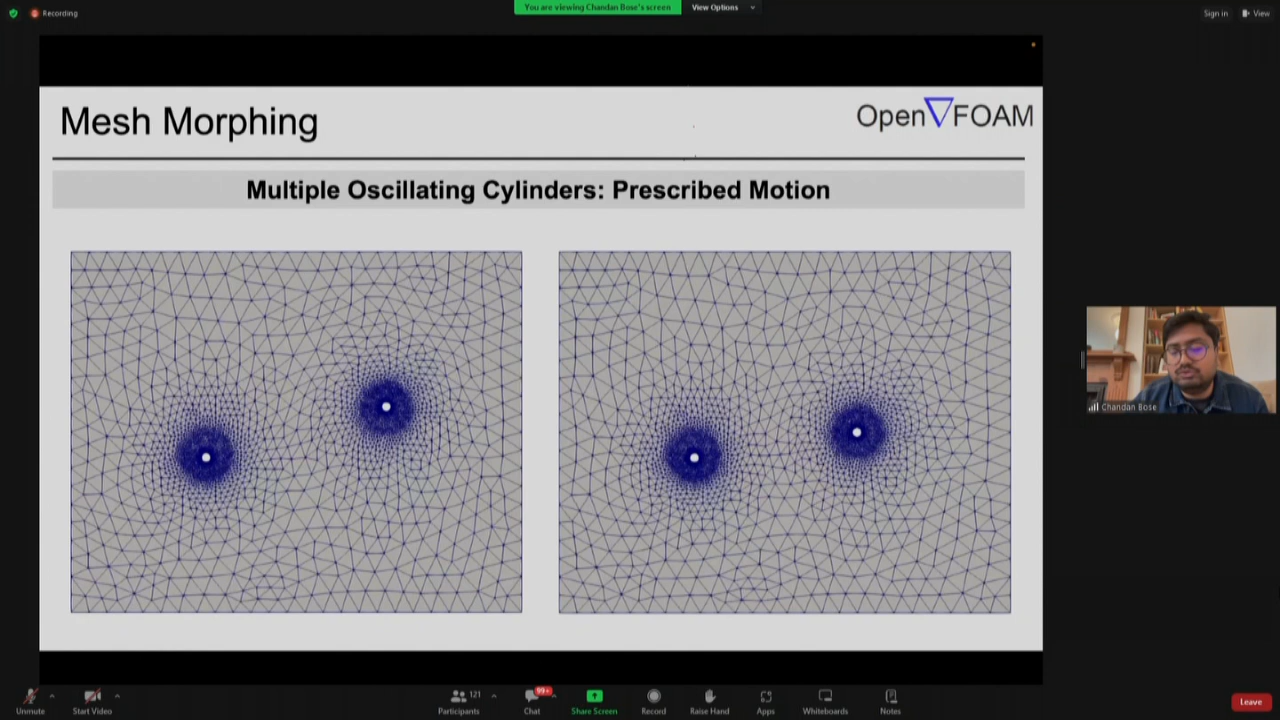 Recording
You are viewing Chandan Bose's screen
View Options
Sign in
View
Mesh Morphing
OpenFOAM
Multiple Oscillating Cylinders: Prescribed Motion
Chandan Bose
Unmute
Start Video
Participants
121
Chat
99+
Share Screen
Record
Raise Hand
Apps
Whiteboards
Notes
Leave